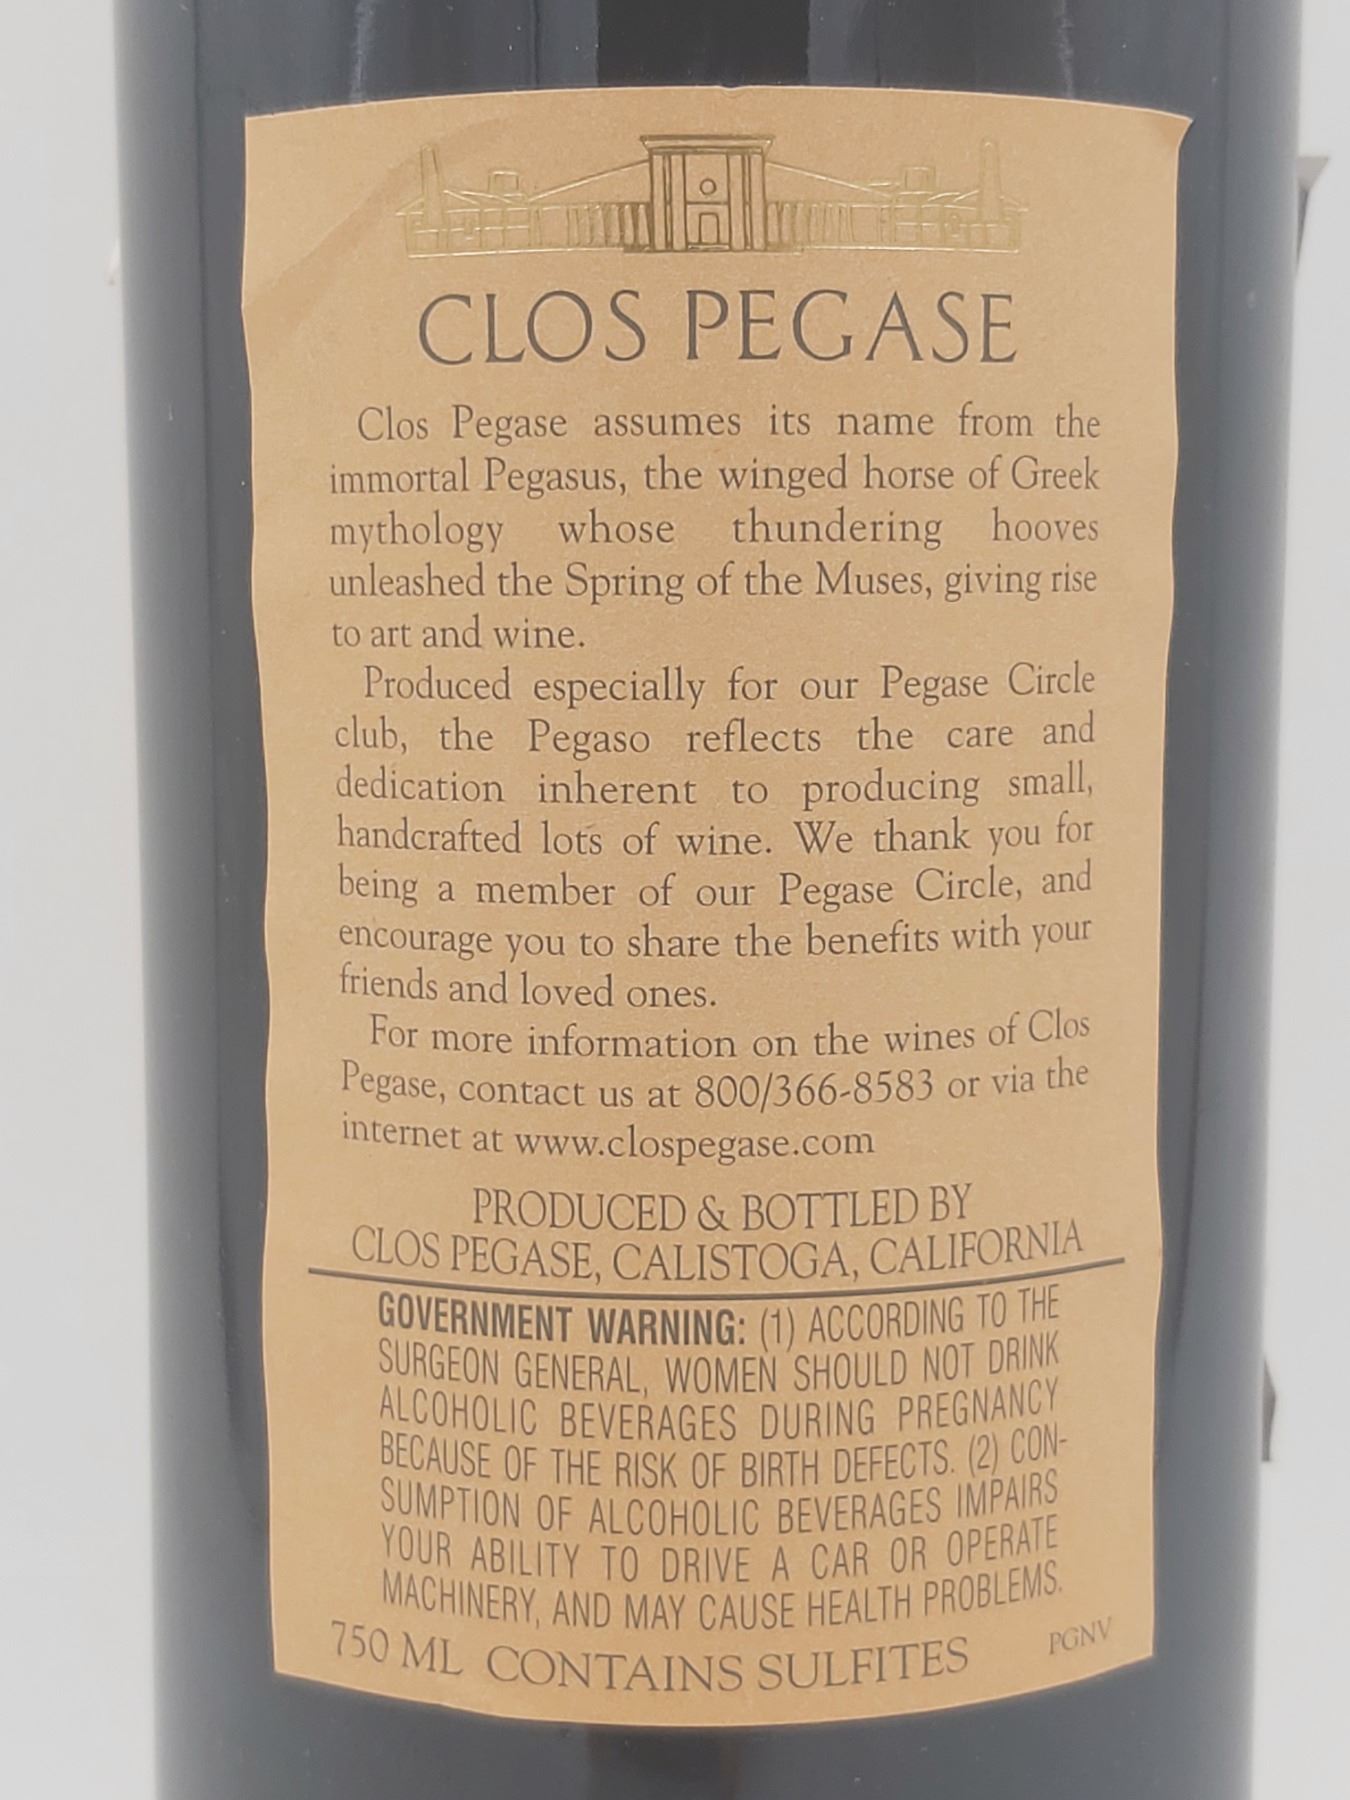 CLOS PEGASE
Clos Pegase assumes its name from the
immortal Pegasus, the winged horse of Greek
mythology whose thundering hooves
unleashed the Spring of the Muses, giving rise
to art and wine.
Produced especially for our Pegase Circle
club, the Pegaso reflects the care and
dedication inherent to producing small,
handcrafted lots of wine. We thank you for
being a member of our Pegase Circle, and
encourage you to share the benefits with your
friends and loved ones.
For more information on the wines of Clos
Pegase, contact us at 800/366-8583 or via the
internet at www.clospegase.com
PRODUCED & BOTTLED BY
CLOS PEGASE, CALISTOGA, CALIFORNIA
GOVERNMENT WARNING: (1) ACCORDING TO THE
SURGEON GENERAL, WOMEN SHOULD NOT DRINK
ALCOHOLIC BEVERAGES DURING PREGNANCY
BECAUSE OF THE RISK OF BIRTH DEFECTS. (2) CON-
SUMPTION OF ALCOHOLIC BEVERAGES IMPAIRS
YOUR ABILITY TO DRIVE A CAR OR OPERATE
MACHINERY, AND MAY CAUSE HEALTH PROBLEMS.
750 ML CONTAINS SULFITES PGNV